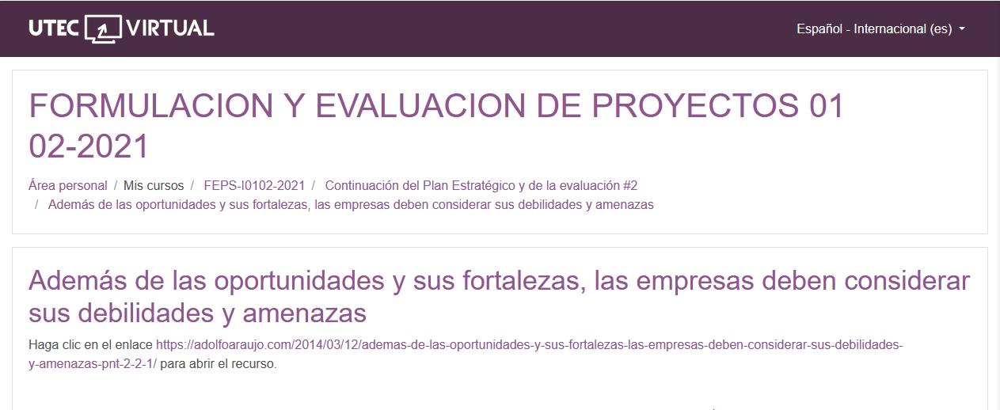 UTEC VIRTUAL
Español - Internacional (es)
FORMULACION Y EVALUACION DE PROYECTOS 01
02-2021
Área personal / Mis cursos / FEPS-I0102-2021 / Continuación del Plan Estratégico y de la evaluación #2
/ Además de las oportunidades y sus fortalezas, las empresas deben considerar sus debilidades y amenazas
Además de las oportunidades y sus fortalezas, las empresas deben considerar
sus debilidades y amenazas
Haga clic en el enlace https://adolfoaraujo.com/2014/03/12/ademas-de-las-oportunidades-y-sus-fortalezas-las-empresas-deben-considerar-sus-debilidades-
y-amenazas-pnt-2-2-1/ para abrir el recurso.